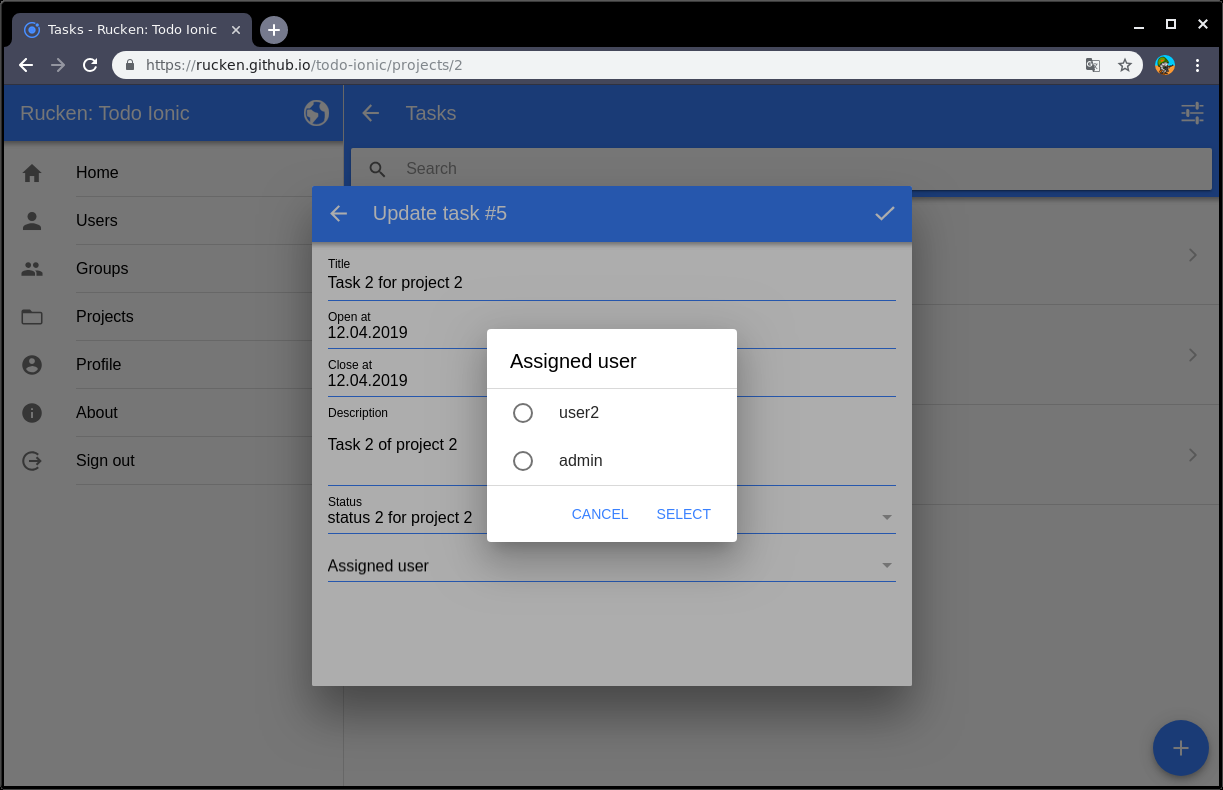 Tasks - Rucken: Todo Ionic
https://rucken.github.io/todo-ionic/projects/2
Rucken: Todo Ionic
Tasks
Search
Home
Users
Groups
Projects
Profile
About
Sign out
Update task #5
Title
Task 2 for project 2
Open at
12.04.2019
Close at
12.04.2019
Description
Task 2 of project 2
Status
status 2 for project 2
Assigned user
Assigned user
user2
admin
CANCEL SELECT